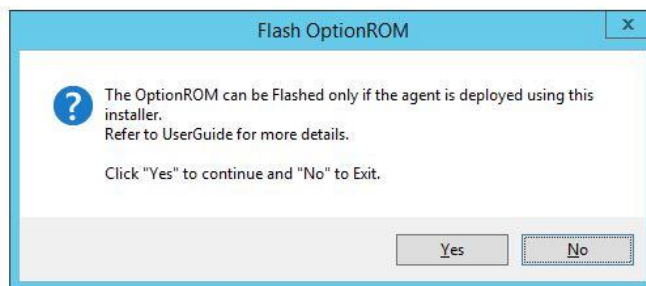 Flash OptionROM
x
?
The OptionROM can be Flashed only if the agent is deployed using this
installer.
Refer to UserGuide for more details.
Click "Yes" to continue and "No" to Exit.
Yes
No